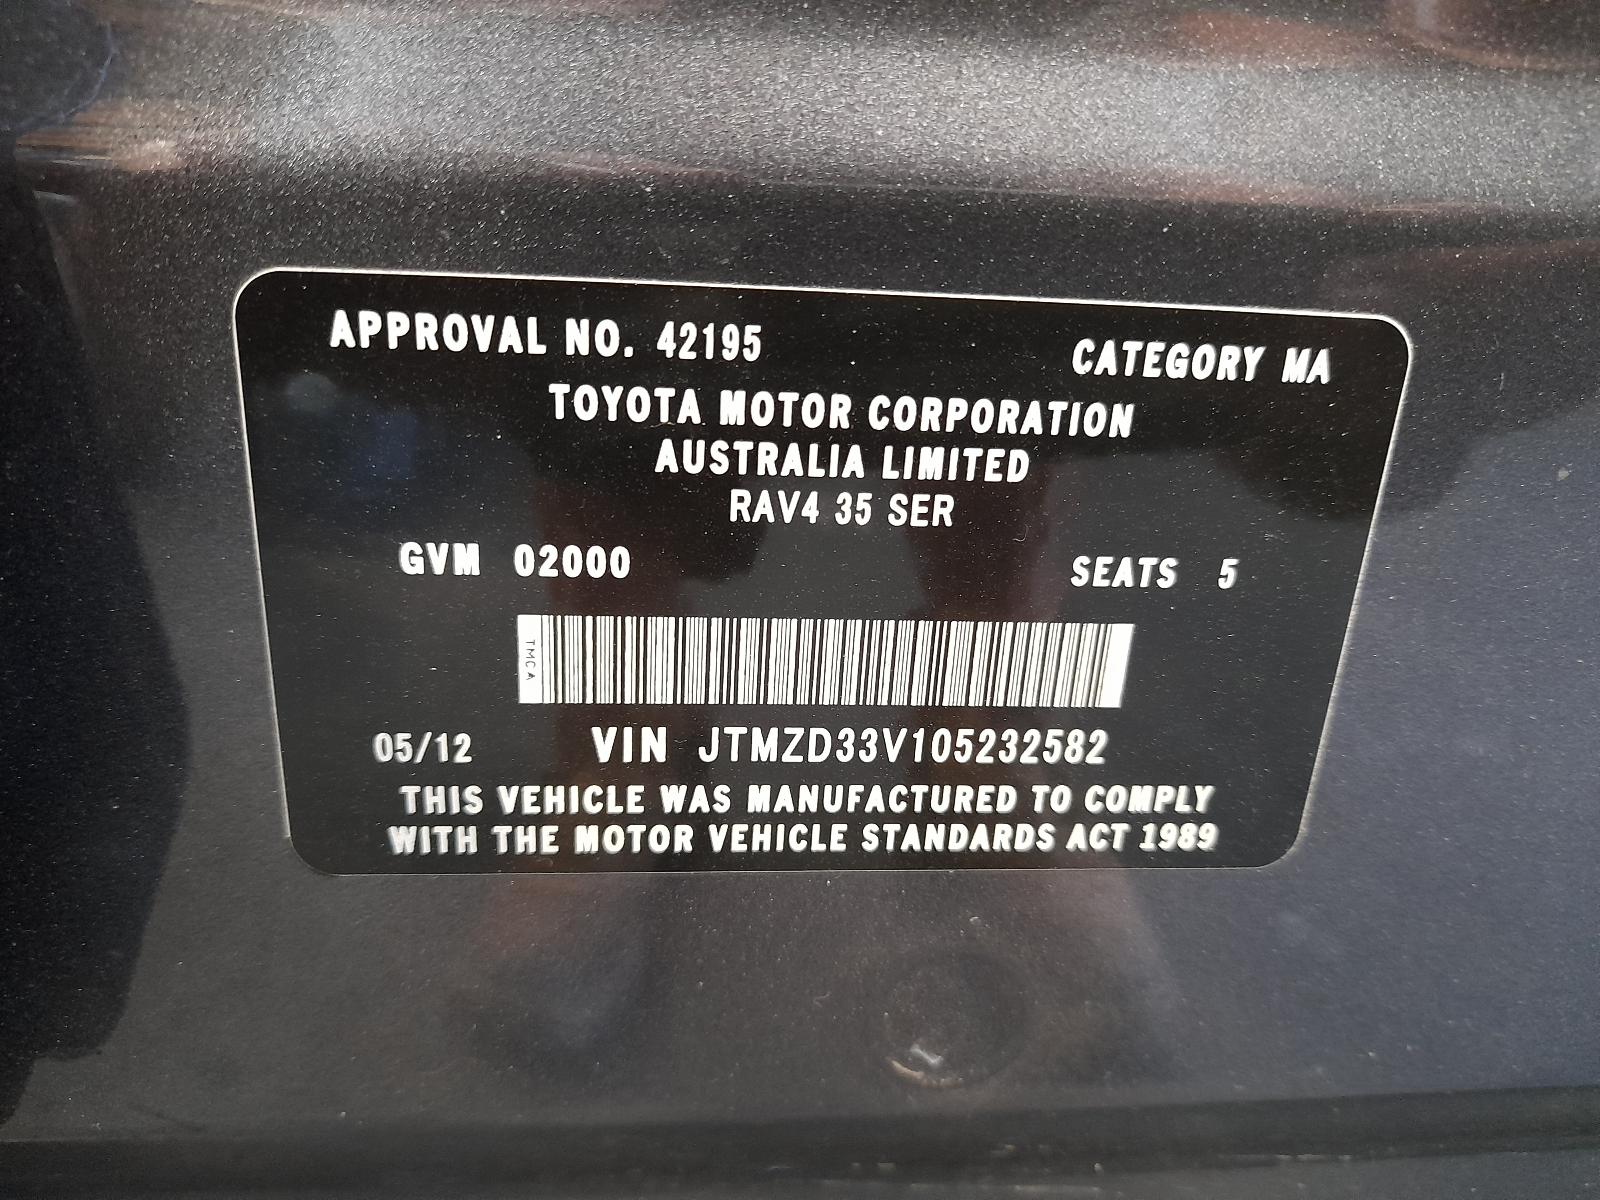 APPROVAL NO. 42195 CATEGORY MA
TOYOTA MOTOR CORPORATION
AUSTRALIA LIMITED
RAV4 35 SER
GVM 02000 SEATS 5
TMCA
05/12 VIN JTMZD33V105232582
THIS VEHICLE WAS MANUFACTURED TO COMPLY
WITH THE MOTOR VEHICLE STANDARDS ACT 1989